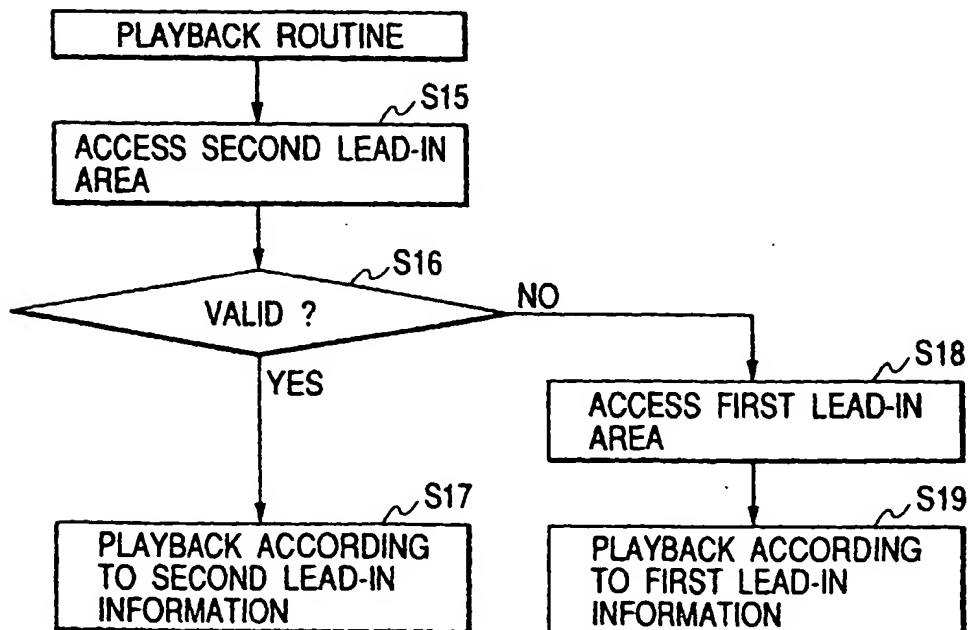 PLAYBACK ROUTINE
S15
ACCESS SECOND LEAD-IN
AREA
S16
VALID ?
NO
YES
S18
ACCESS FIRST LEAD-IN
AREA
S17
PLAYBACK ACCORDING
TO SECOND LEAD-IN
INFORMATION
S19
PLAYBACK ACCORDING
TO FIRST LEAD-IN
INFORMATION